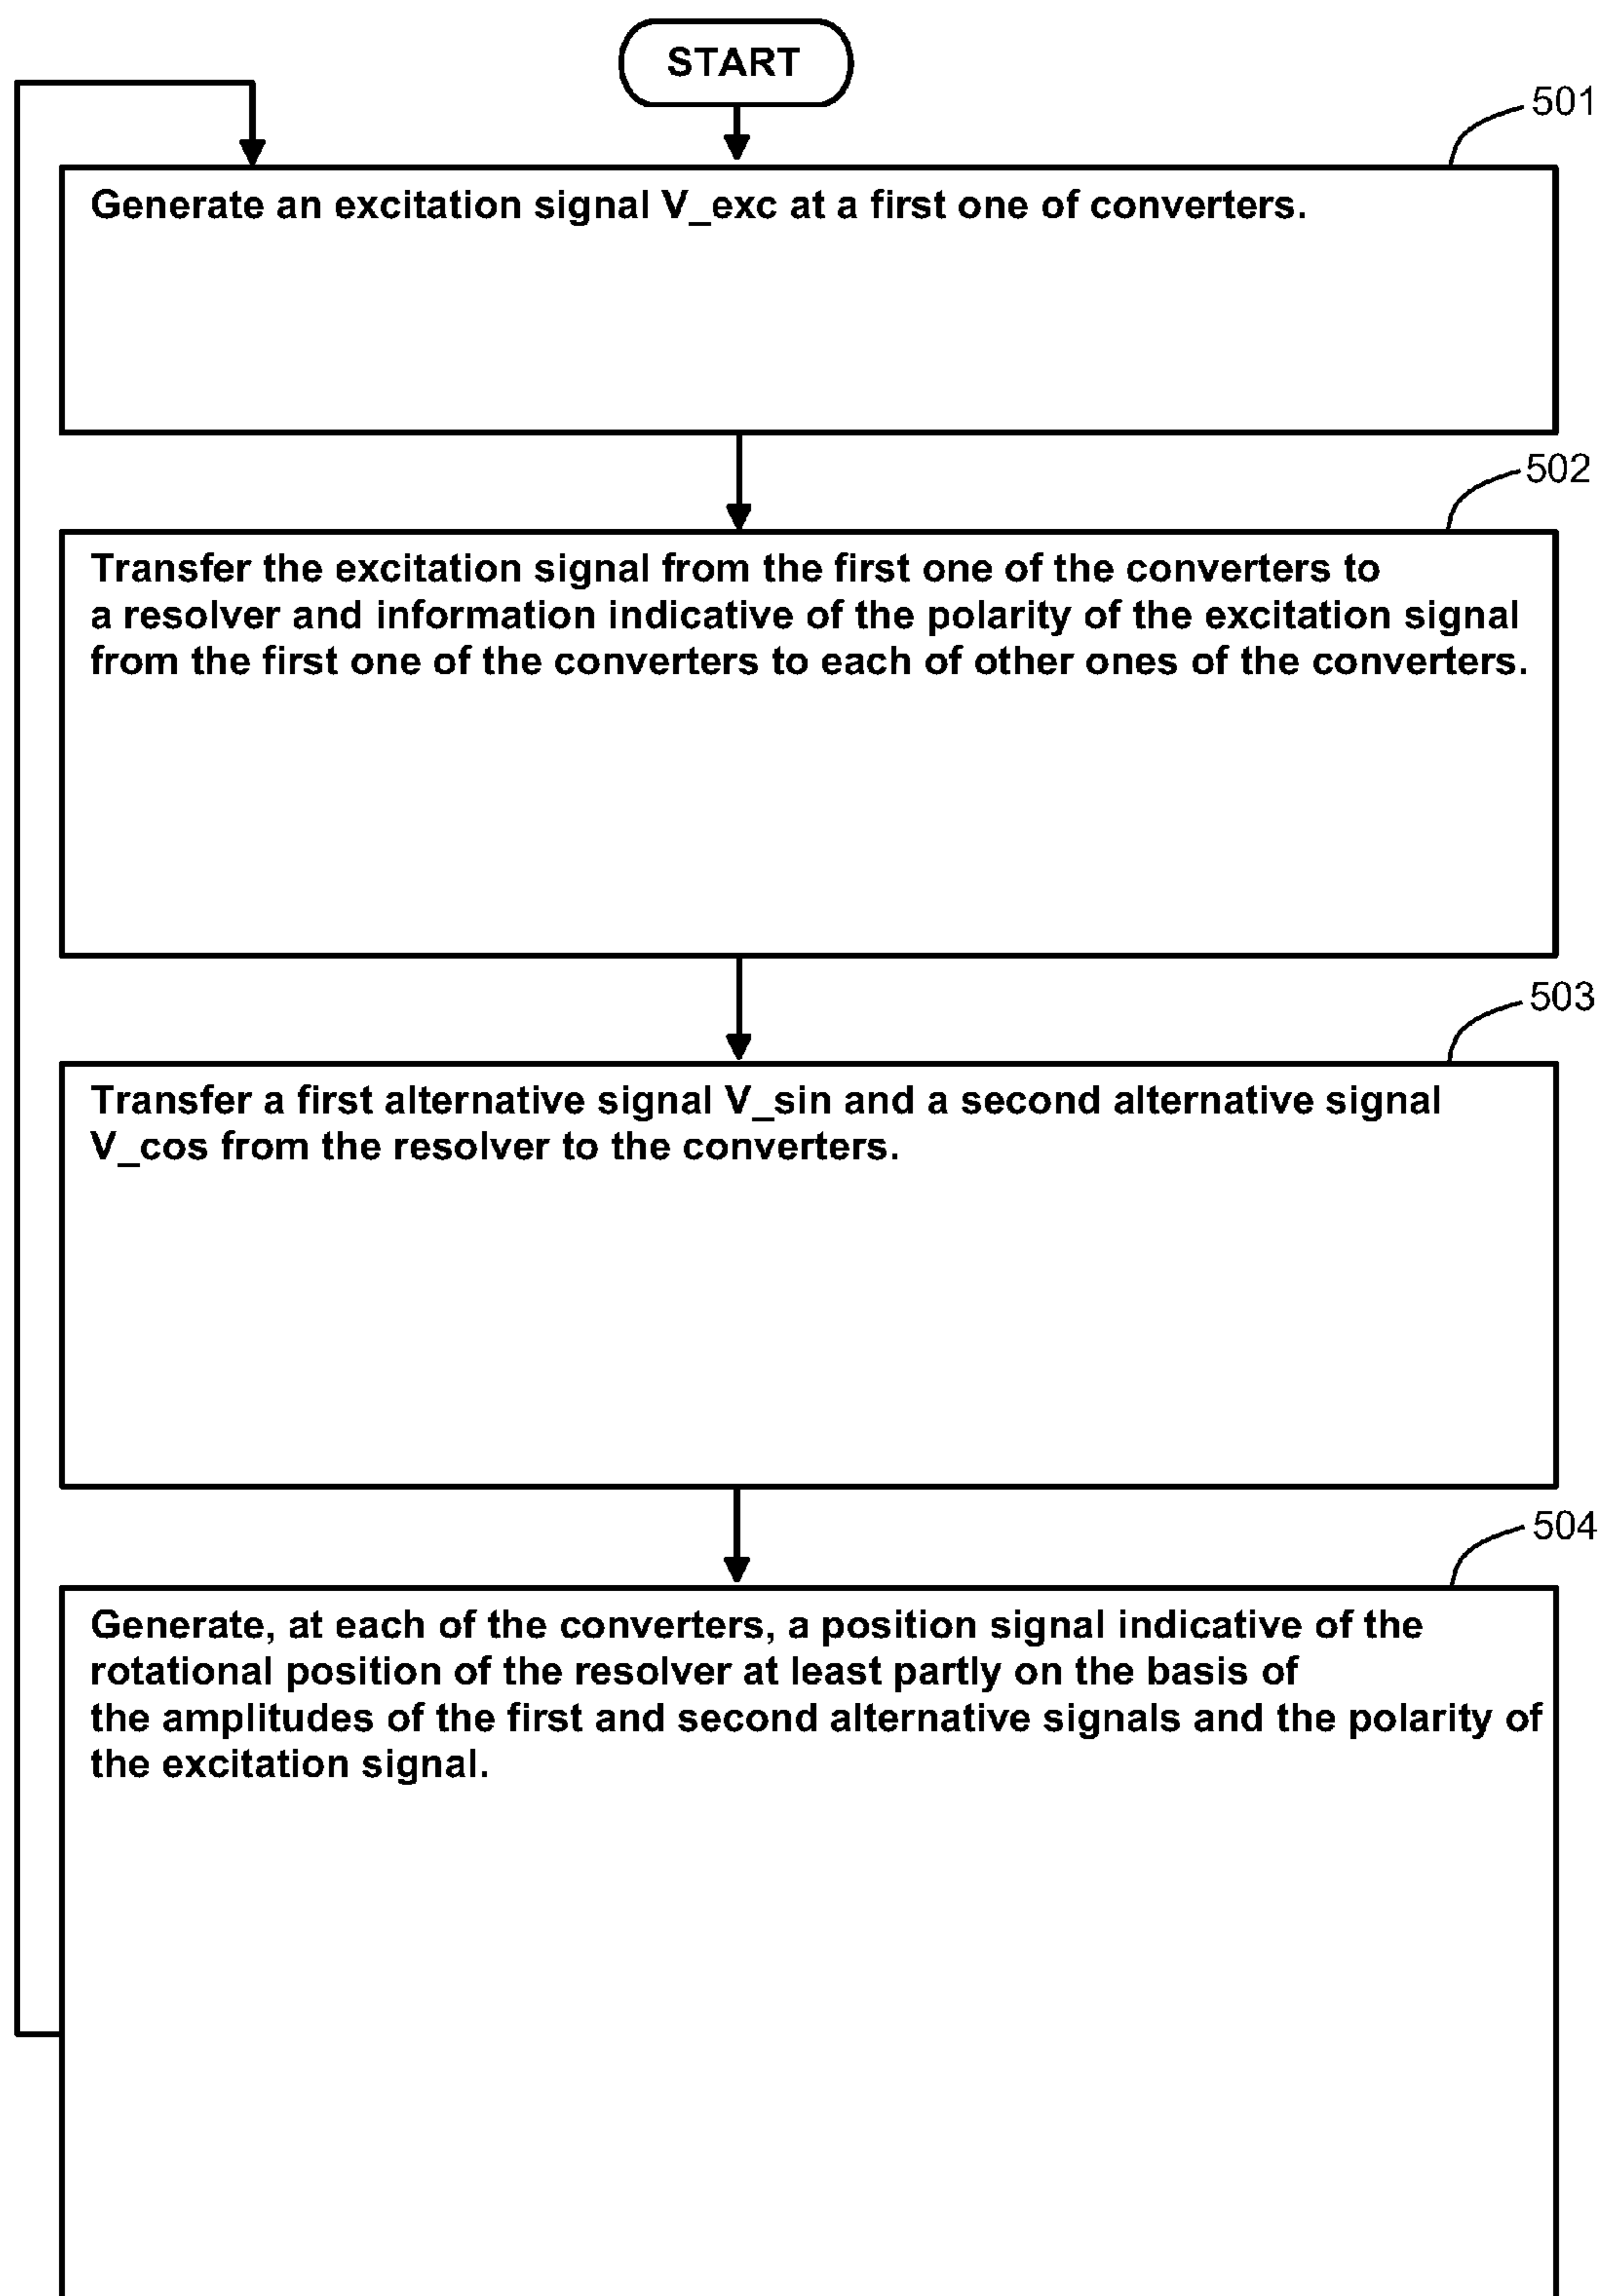 START
501
Generate an excitation signal V_exc at a first one of converters.
502
Transfer the excitation signal from the first one of the converters to
a resolver and information indicative of the polarity of the excitation signal
from the first one of the converters to each of other ones of the converters.
503
Transfer a first alternative signal V_sin and a second alternative signal
V_cos from the resolver to the converters.
504
Generate, at each of the converters, a position signal indicative of the
rotational position of the resolver at least partly on the basis of
the amplitudes of the first and second alternative signals and the polarity of
the excitation signal.